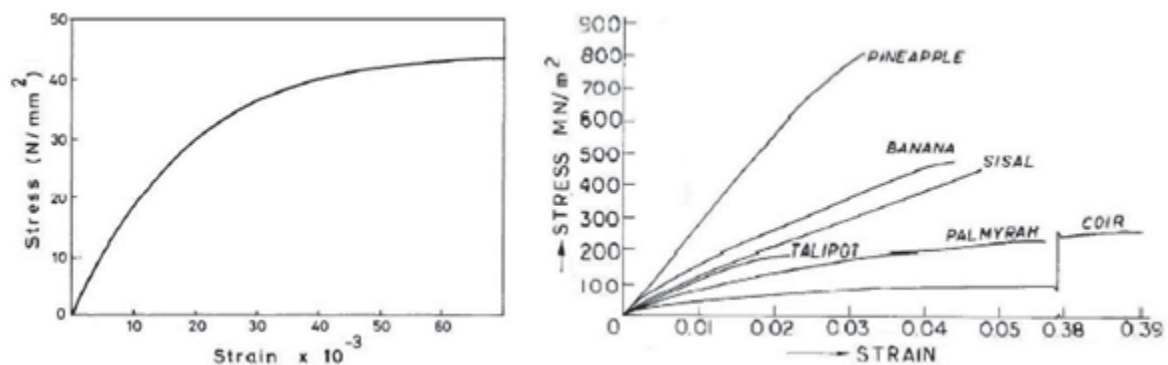 50
40
30
20
10
0
Stress (N/mm²)
10 20 30 40 50 60
Strain x 10⁻³
900
800
700
600
500
400
300
200
100
0
STRESS MN/m²
PINEAPPLE
BANANA
SISAL
TALIPOT
PALMYRAH
COIR
0.01 0.02 0.03 0.04 0.05 0.38 0.39
STRAIN